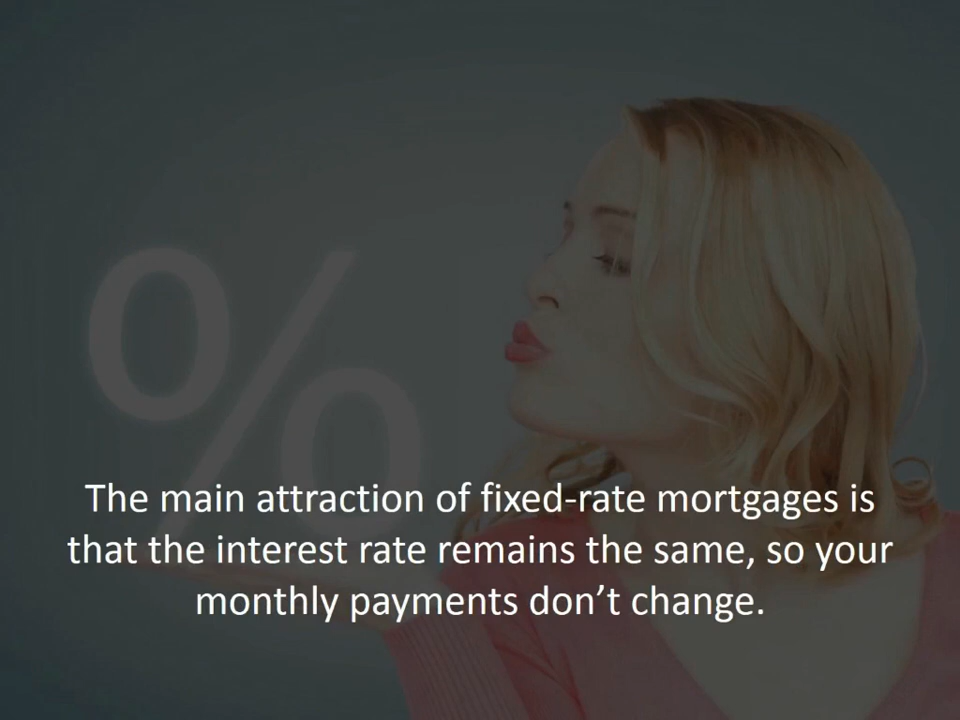 %
The main attraction of fixed-rate mortgages is
that the interest rate remains the same, so your
monthly payments don’t change.